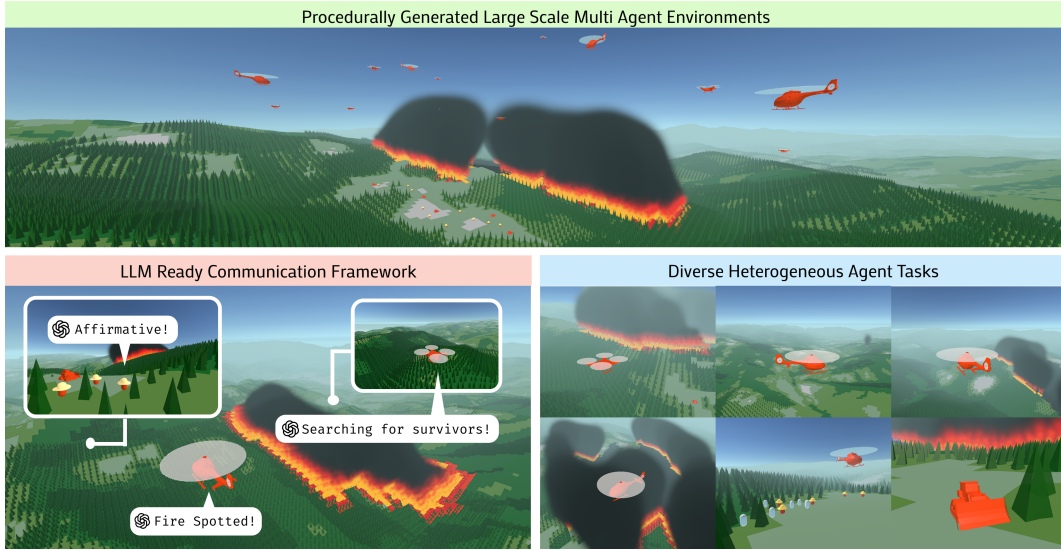 Procedurally Generated Large Scale Multi Agent Environments
LLM Ready Communication Framework
Diverse Heterogeneous Agent Tasks
Affirmative!
Searching for survivors!
Fire Spotted!